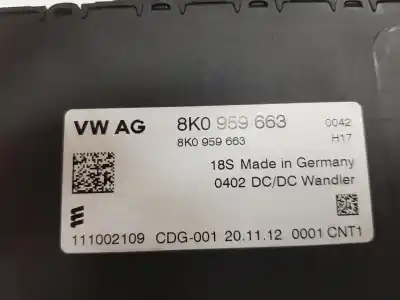 VW AG 8K0 959 663 0042
8K0 959 663 H17
18S Made in Germany
0402 DC/DC Wandler
111002109 CDG-001 20.11.12 0001 CNT1